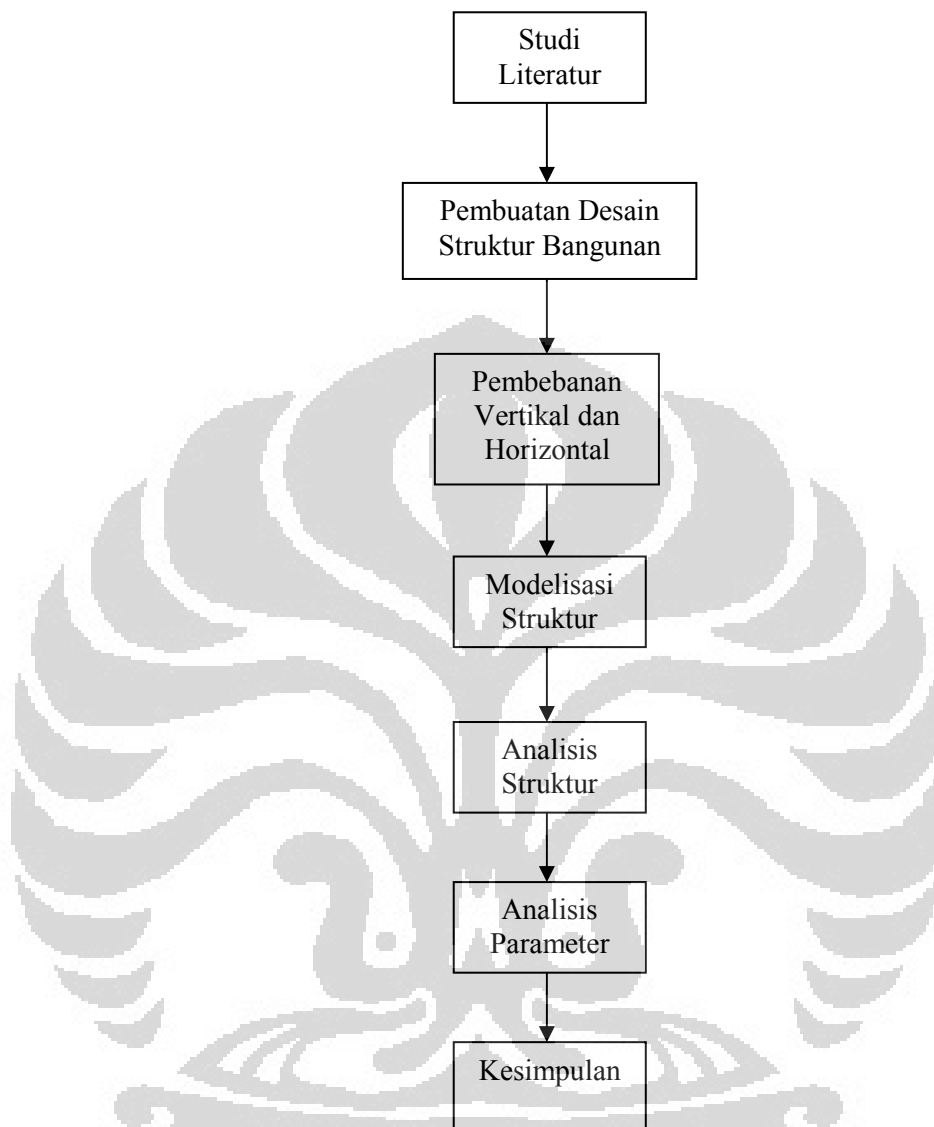 Studi
Literatur
Pembuatan Desain
Struktur Bangunan
Pembebanan
Vertikal dan
Horizontal
Modelisasi
Struktur
Analisis
Struktur
Analisis
Parameter
Kesimpulan